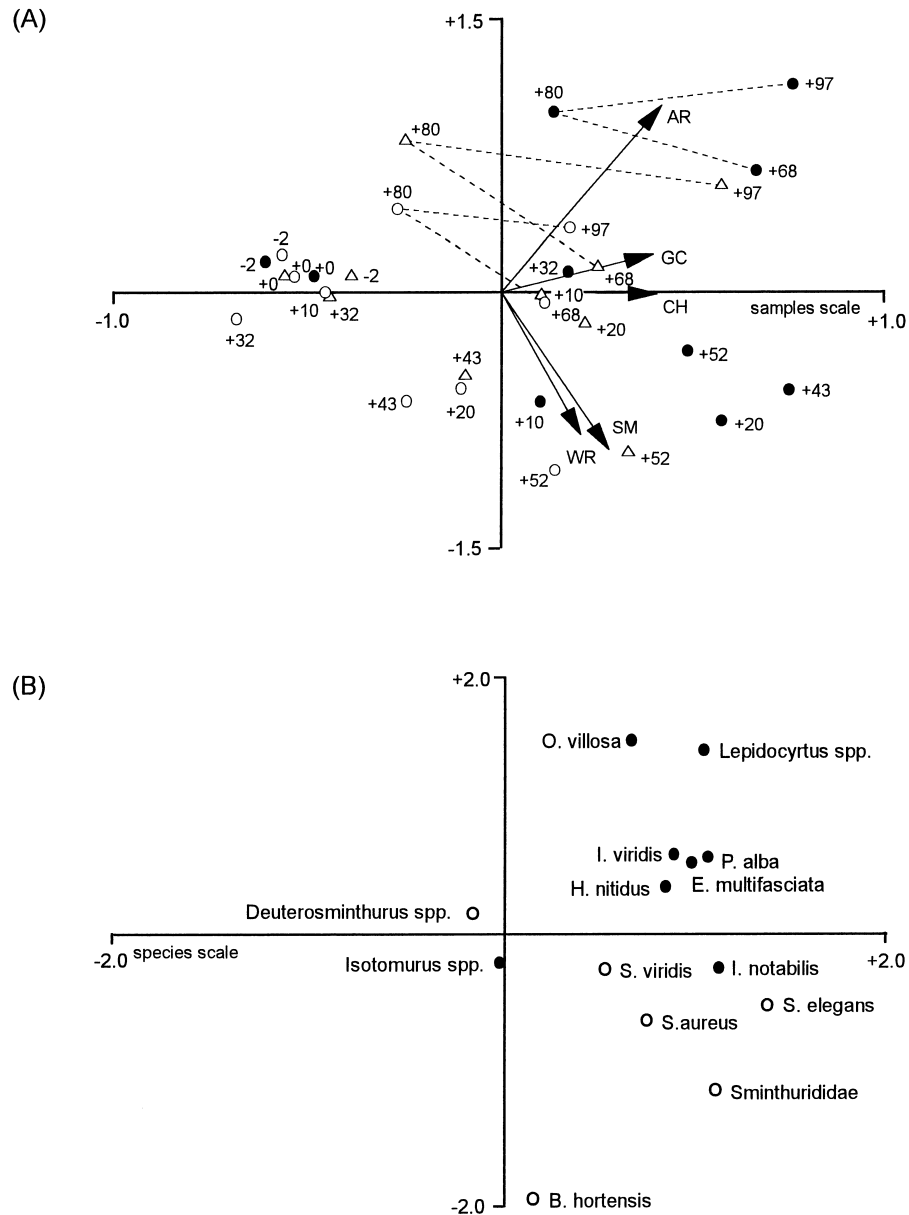 (A)
+1.5
+97
+80
AR
+80
+68
+97
+80
+97
-2
-2
+0
+0
-2
+0
+32
GC
+68
+10
CH
samples scale
-1.0
+1.0
+10
+32
+68
+20
+32
+52
+43
+43
+43
+20
+10
SM
+20
WR
+52
+52
-1.5
(B)
+2.0
O. villosa
Lepidocyrtus spp.
I. viridis
P. alba
H. nitidus
E. multifasciata
Deuterosminthurus spp.
-2.0
species scale
+2.0
Isotomurus spp.
S. viridis
I. notabilis
S. elegans
S.aureus
Sminthurididae
-2.0
B. hortensis